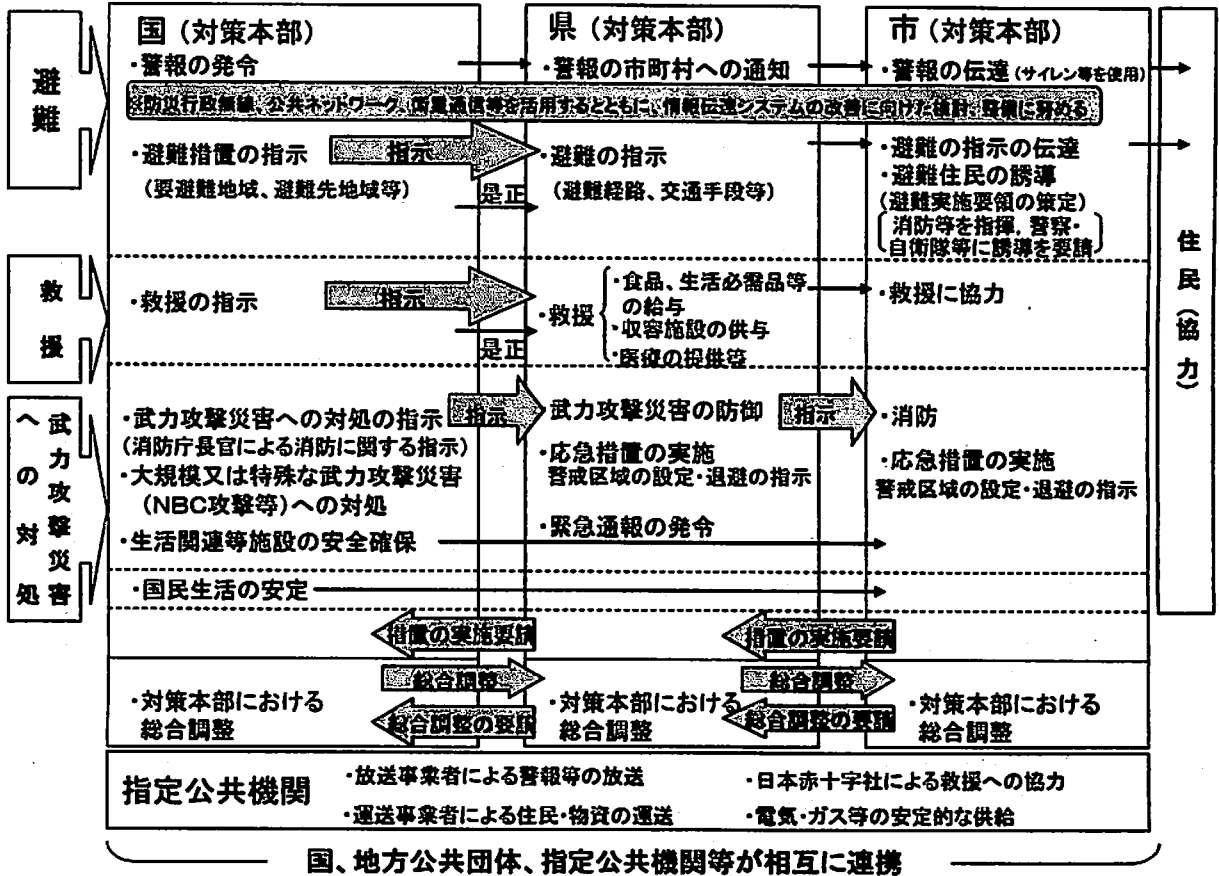 国（対策本部）
県（対策本部）
市（対策本部）
避難
・警報の発令
・警報の市町村への通知
・警報の伝達（サイレン等を使用）
※防災行政無線、公共ネットワーク、衛星通信等を活用するとともに、情報伝達システムの改善に向けた検討、整備に努める
・避難措置の指示
（要避難地域、避難先地域等）
指示
是正
・避難の指示
（避難経路、交通手段等）
・避難の指示の伝達
・避難住民の誘導
（避難実施要領の策定）
消防等を指揮，警察・
自衛隊等に誘導を要請
住民（協力）
救援
・救援の指示
指示
是正
・救援
・食品、生活必需品等
の給与
・収容施設の供与
・医療の提供等
・救援に協力
武力攻撃災害
への対処
・武力攻撃災害への対処の指示
（消防庁長官による消防に関する指示）
・大規模又は特殊な武力攻撃災害
（NBC攻撃等）への対処
・生活関連等施設の安全確保
指示
武力攻撃災害の防御
・応急措置の実施
警戒区域の設定・退避の指示
・緊急通報の発令
指示
・消防
・応急措置の実施
警戒区域の設定・退避の指示
・国民生活の安定
措置の実施要請
措置の実施要請
総合調整
総合調整
・対策本部における
総合調整
総合調整の要請
・対策本部における
総合調整
総合調整の要請
・対策本部における
総合調整
指定公共機関
・放送事業者による警報等の放送
・日本赤十字社による救援への協力
・運送事業者による住民・物資の運送
・電気・ガス等の安定的な供給
国、地方公共団体、指定公共機関等が相互に連携